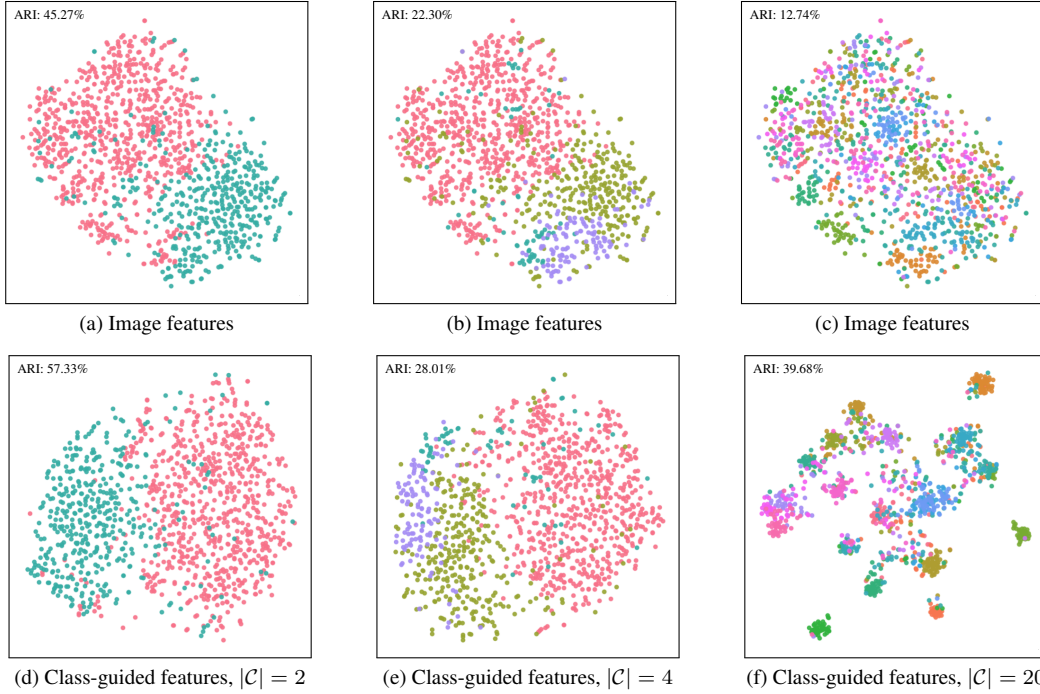 ARI: 45.27%
ARI: 22.30%
ARI: 12.74%
(a) Image features
(b) Image features
(c) Image features
ARI: 57.33%
ARI: 28.01%
ARI: 39.68%
(d) Class-guided features, |𝒞| = 2
(e) Class-guided features, |𝒞| = 4
(f) Class-guided features, |𝒞| = 20